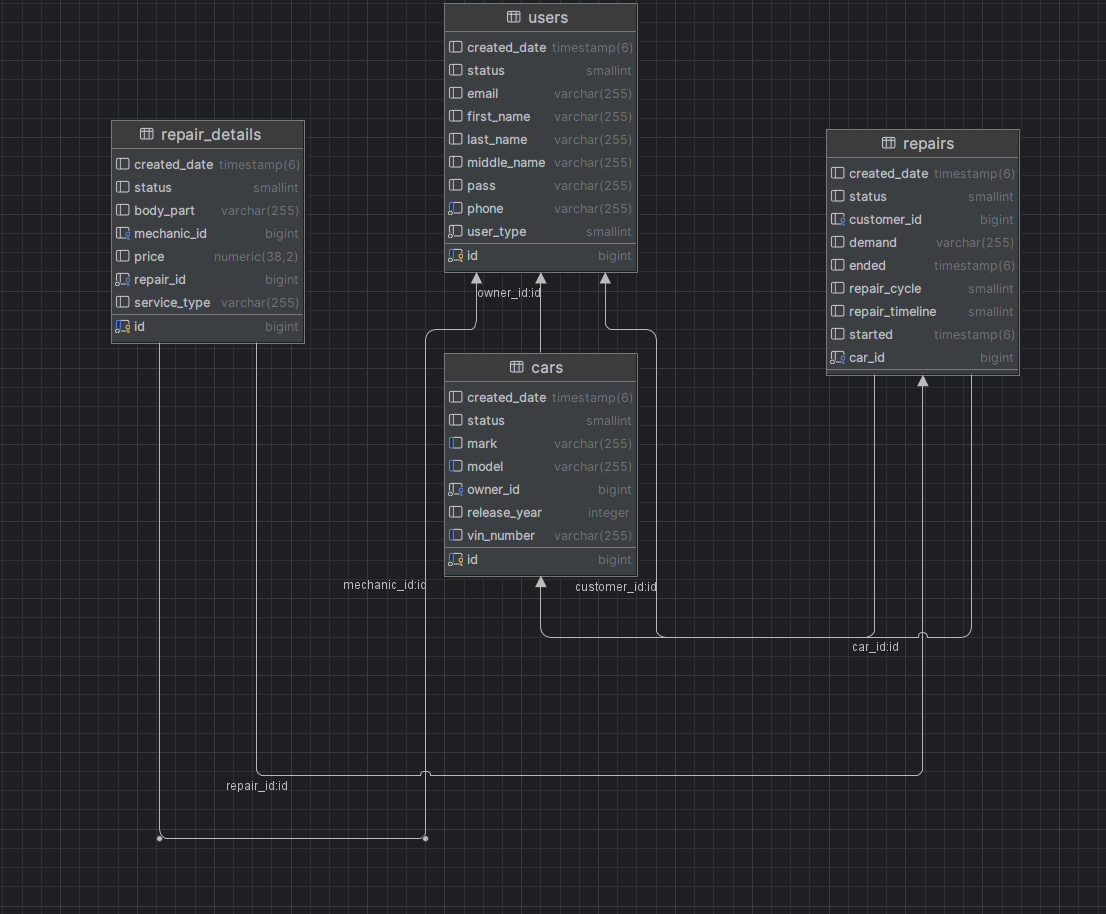 users
created_date timestamp(6)
status smallint
email varchar(255)
first_name varchar(255)
last_name varchar(255)
middle_name varchar(255)
pass varchar(255)
phone varchar(255)
user_type smallint
id bigint
repair_details
created_date timestamp(6)
status smallint
body_part varchar(255)
mechanic_id bigint
price numeric(38,2)
repair_id bigint
service_type varchar(255)
id bigint
repairs
created_date timestamp(6)
status smallint
customer_id bigint
demand varchar(255)
ended timestamp(6)
repair_cycle smallint
repair_timeline smallint
started timestamp(6)
car_id bigint
owner_id:id
cars
created_date timestamp(6)
status smallint
mark varchar(255)
model varchar(255)
owner_id bigint
release_year integer
vin_number varchar(255)
id bigint
mechanic_id:id
customer_id:id
car_id:id
repair_id:id